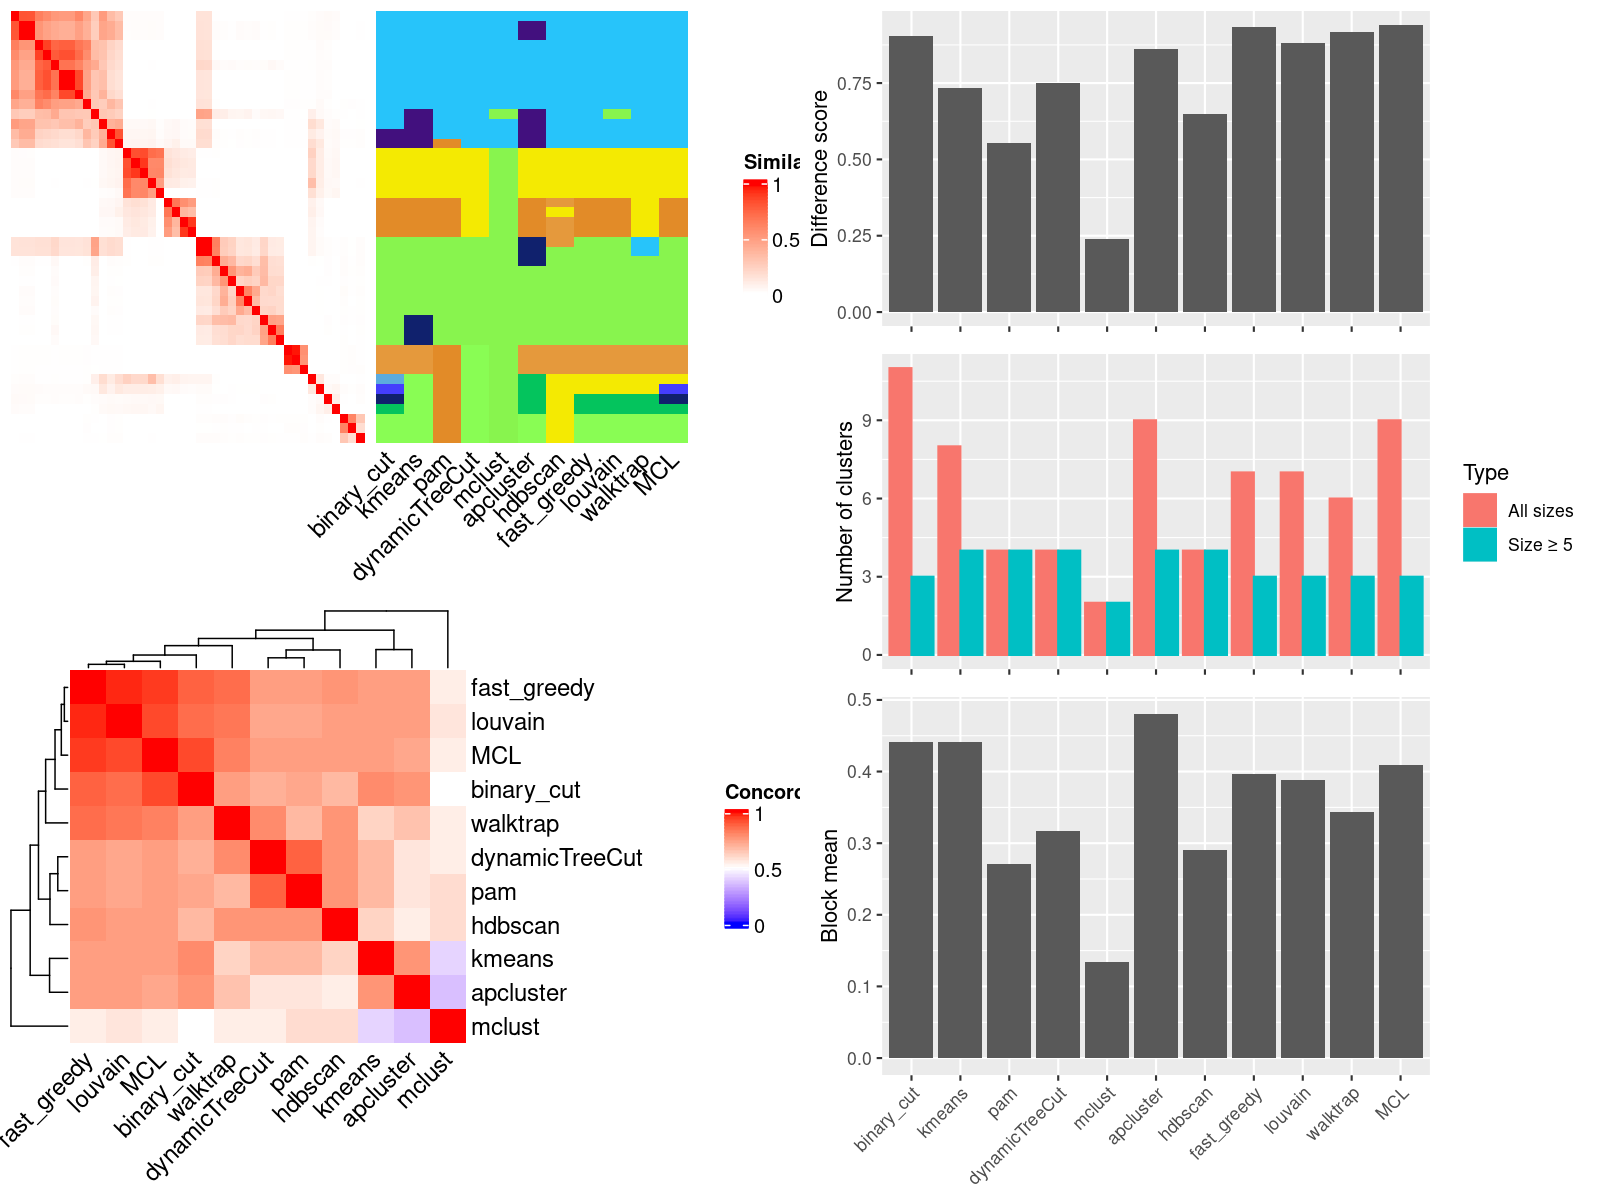 Simila
1
0.5
0
binary_cut
kmeans
pam
dynamicTreeCut
mclust
apcluster
hdbscan
fast_greedy
louvain
walktrap
MCL
Difference score
0.75
0.50
0.25
0.00
Number of clusters
9
6
3
0
Type
All sizes
Size ≥ 5
fast_greedy
louvain
MCL
binary_cut
walktrap
dynamicTreeCut
pam
hdbscan
kmeans
apcluster
mclust
fast_greedy
louvain
MCL
binary_cut
walktrap
dynamicTreeCut
pam
hdbscan
kmeans
apcluster
mclust
Concorc
1
0.5
0
Block mean
0.5
0.4
0.3
0.2
0.1
0.0
binary_cut
kmeans
pam
dynamicTreeCut
mclust
apcluster
hdbscan
fast_greedy
louvain
walktrap
MCL